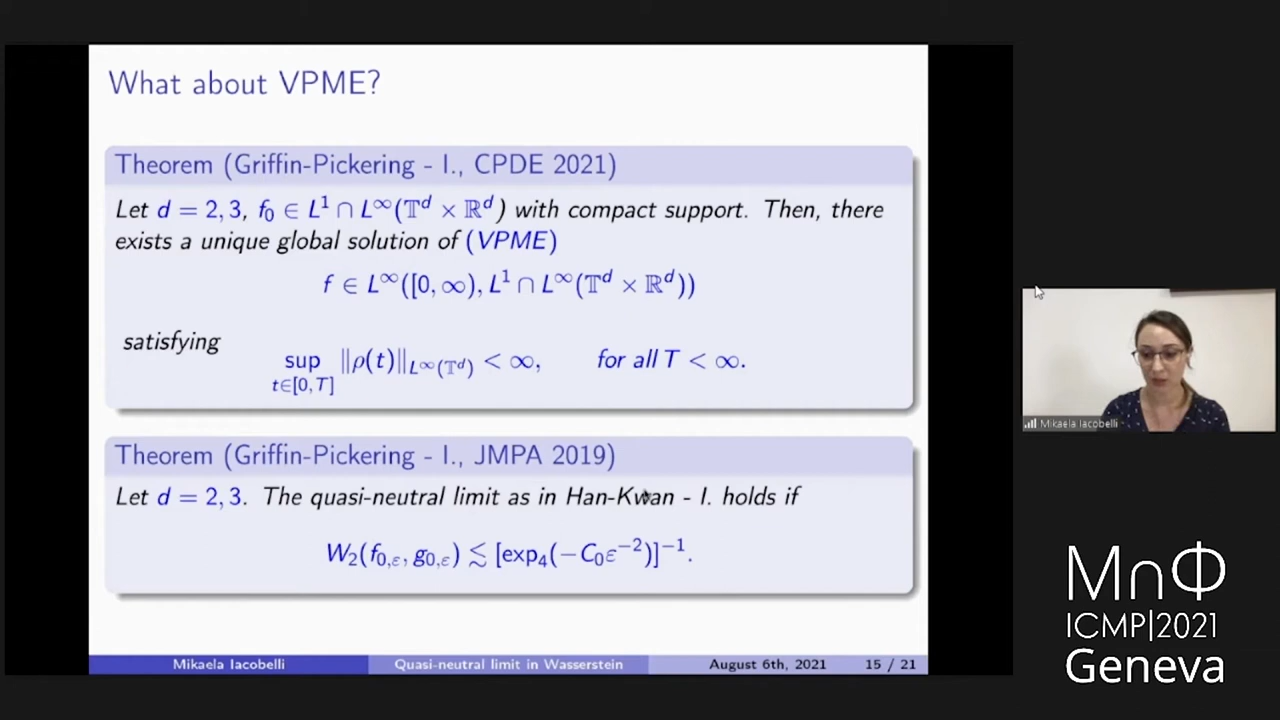 What about VPME?
Theorem (Griffin-Pickering - I., CPDE 2021)
Let d = 2, 3, f₀ ∈ L¹ ∩ L^∞(𝕋^d × ℝ^d) with compact support. Then, there
exists a unique global solution of (VPME)
f ∈ L^∞([0, ∞), L¹ ∩ L^∞(𝕋^d × ℝ^d))
satisfying
sup_{t∈[0,T]} ‖ρ(t)‖_{L^∞(𝕋^d)} < ∞, for all T < ∞.
Theorem (Griffin-Pickering - I., JMPA 2019)
Let d = 2, 3. The quasi-neutral limit as in Han-Kwan - I. holds if
W₂(f_{0,ε}, g_{0,ε}) ≲ [exp₄(−C₀ε^{−2})]^{−1}.
Mikaela Iacobelli
Quasi-neutral limit in Wasserstein
August 6th, 2021
15 / 21
Mikaela Iacobelli
M∩Φ
ICMP|2021
Geneva